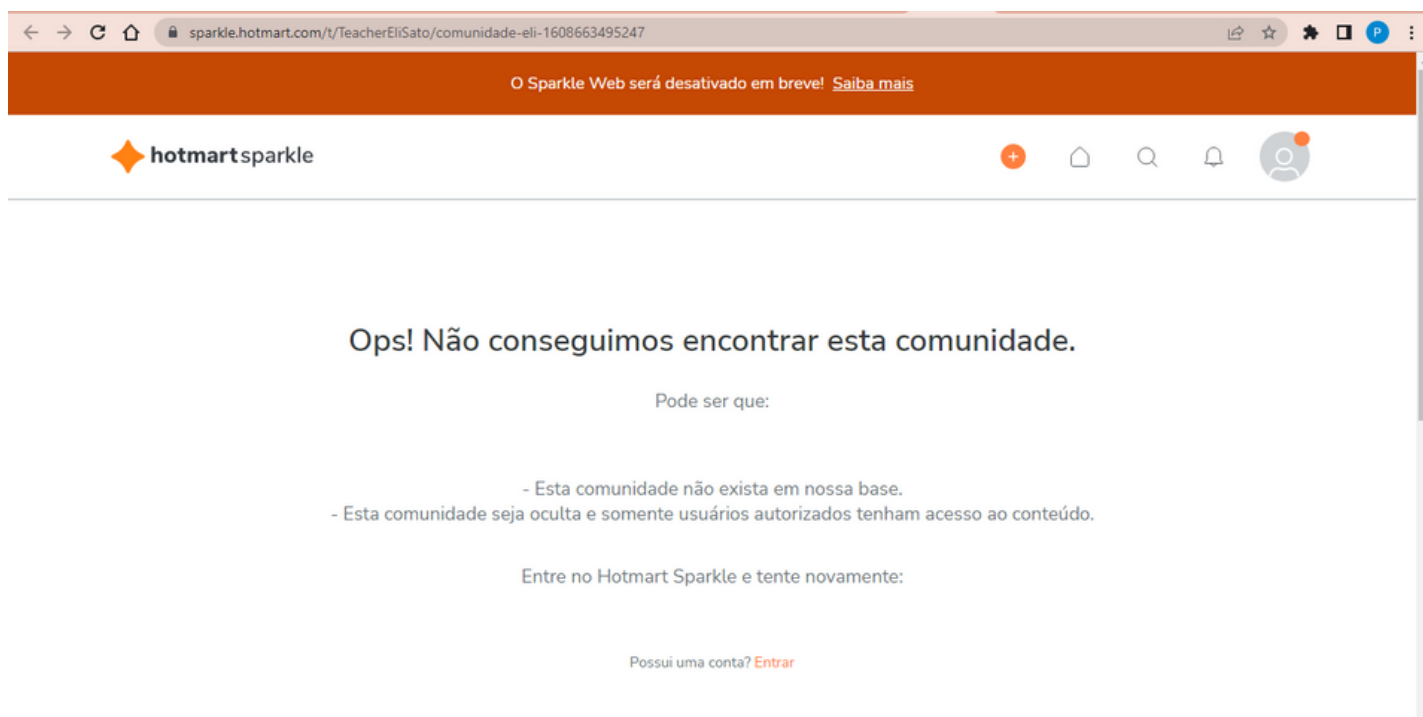 sparkle.hotmart.com/t/TeacherEliSato/comunidade-eli-1608663495247
P
O Sparkle Web será desativado em breve! Saiba mais
hotmart sparkle
Ops! Não conseguimos encontrar esta comunidade.
Pode ser que:
- Esta comunidade não exista em nossa base.
- Esta comunidade seja oculta e somente usuários autorizados tenham acesso ao conteúdo.
Entre no Hotmart Sparkle e tente novamente:
Possui uma conta? Entrar